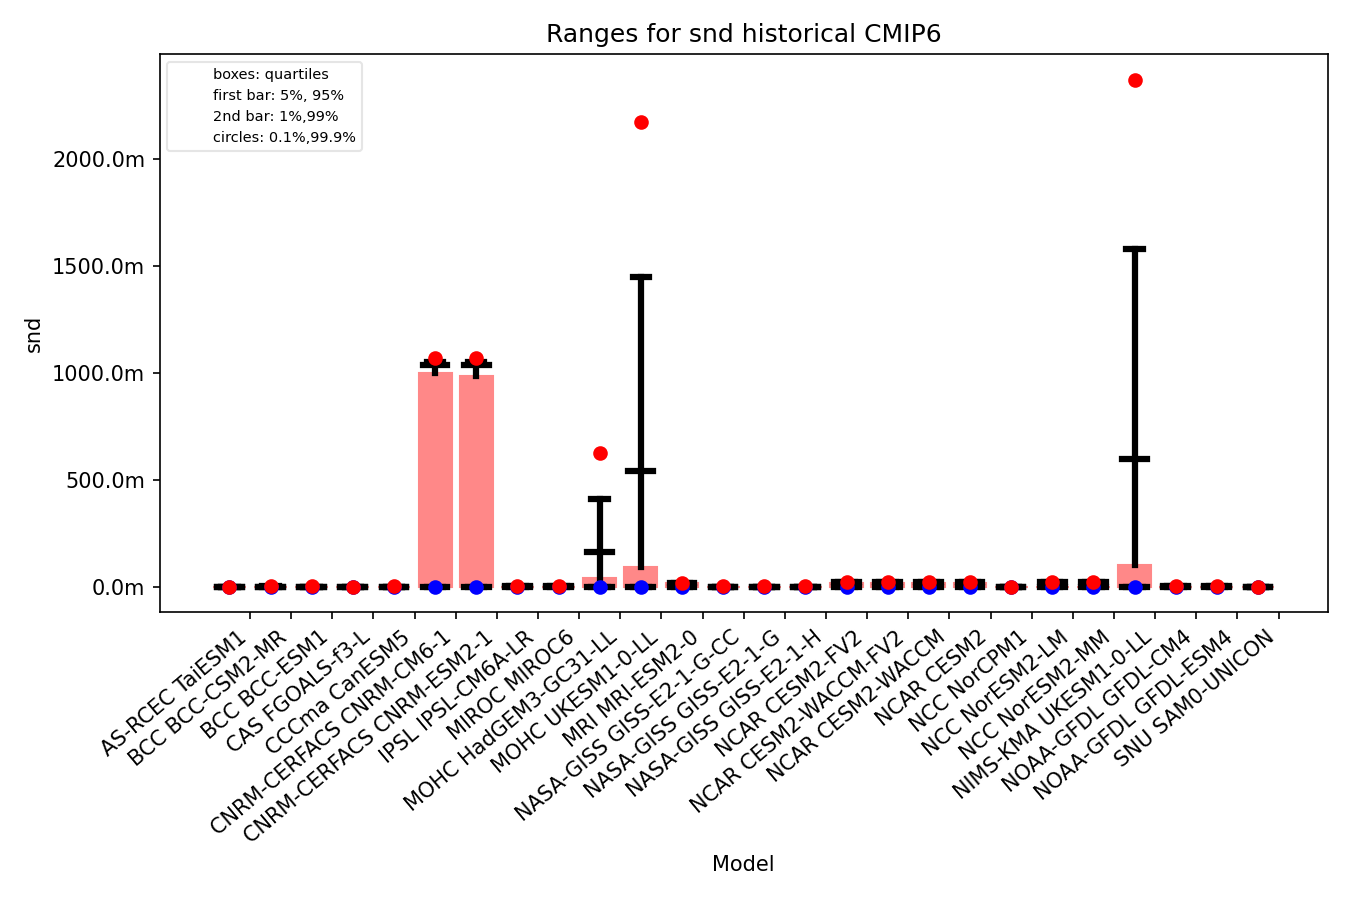 Ranges for snd historical CMIP6
boxes: quartiles
first bar: 5%, 95%
2nd bar: 1%,99%
circles: 0.1%,99.9%
2000.0m
1500.0m
1000.0m
500.0m
0.0m
snd
AS-RCEC TaiESM1
BCC BCC-CSM2-MR
BCC BCC-ESM1
CAS FGOALS-f3-L
CCCma CanESM5
CNRM-CERFACS CNRM-CM6-1
CNRM-CERFACS CNRM-ESM2-1
IPSL IPSL-CM6A-LR
MIROC MIROC6
MOHC HadGEM3-GC31-LL
MOHC UKESM1-0-LL
MRI MRI-ESM2-0
NASA-GISS GISS-E2-1-G-CC
NASA-GISS GISS-E2-1-G
NASA-GISS GISS-E2-1-H
NCAR CESM2-FV2
NCAR CESM2-WACCM-FV2
NCAR CESM2-WACCM
NCAR CESM2
NCC NorCPM1
NCC NorESM2-LM
NCC NorESM2-MM
NIMS-KMA UKESM1-0-LL
NOAA-GFDL GFDL-CM4
NOAA-GFDL GFDL-ESM4
SNU SAM0-UNICON
Model